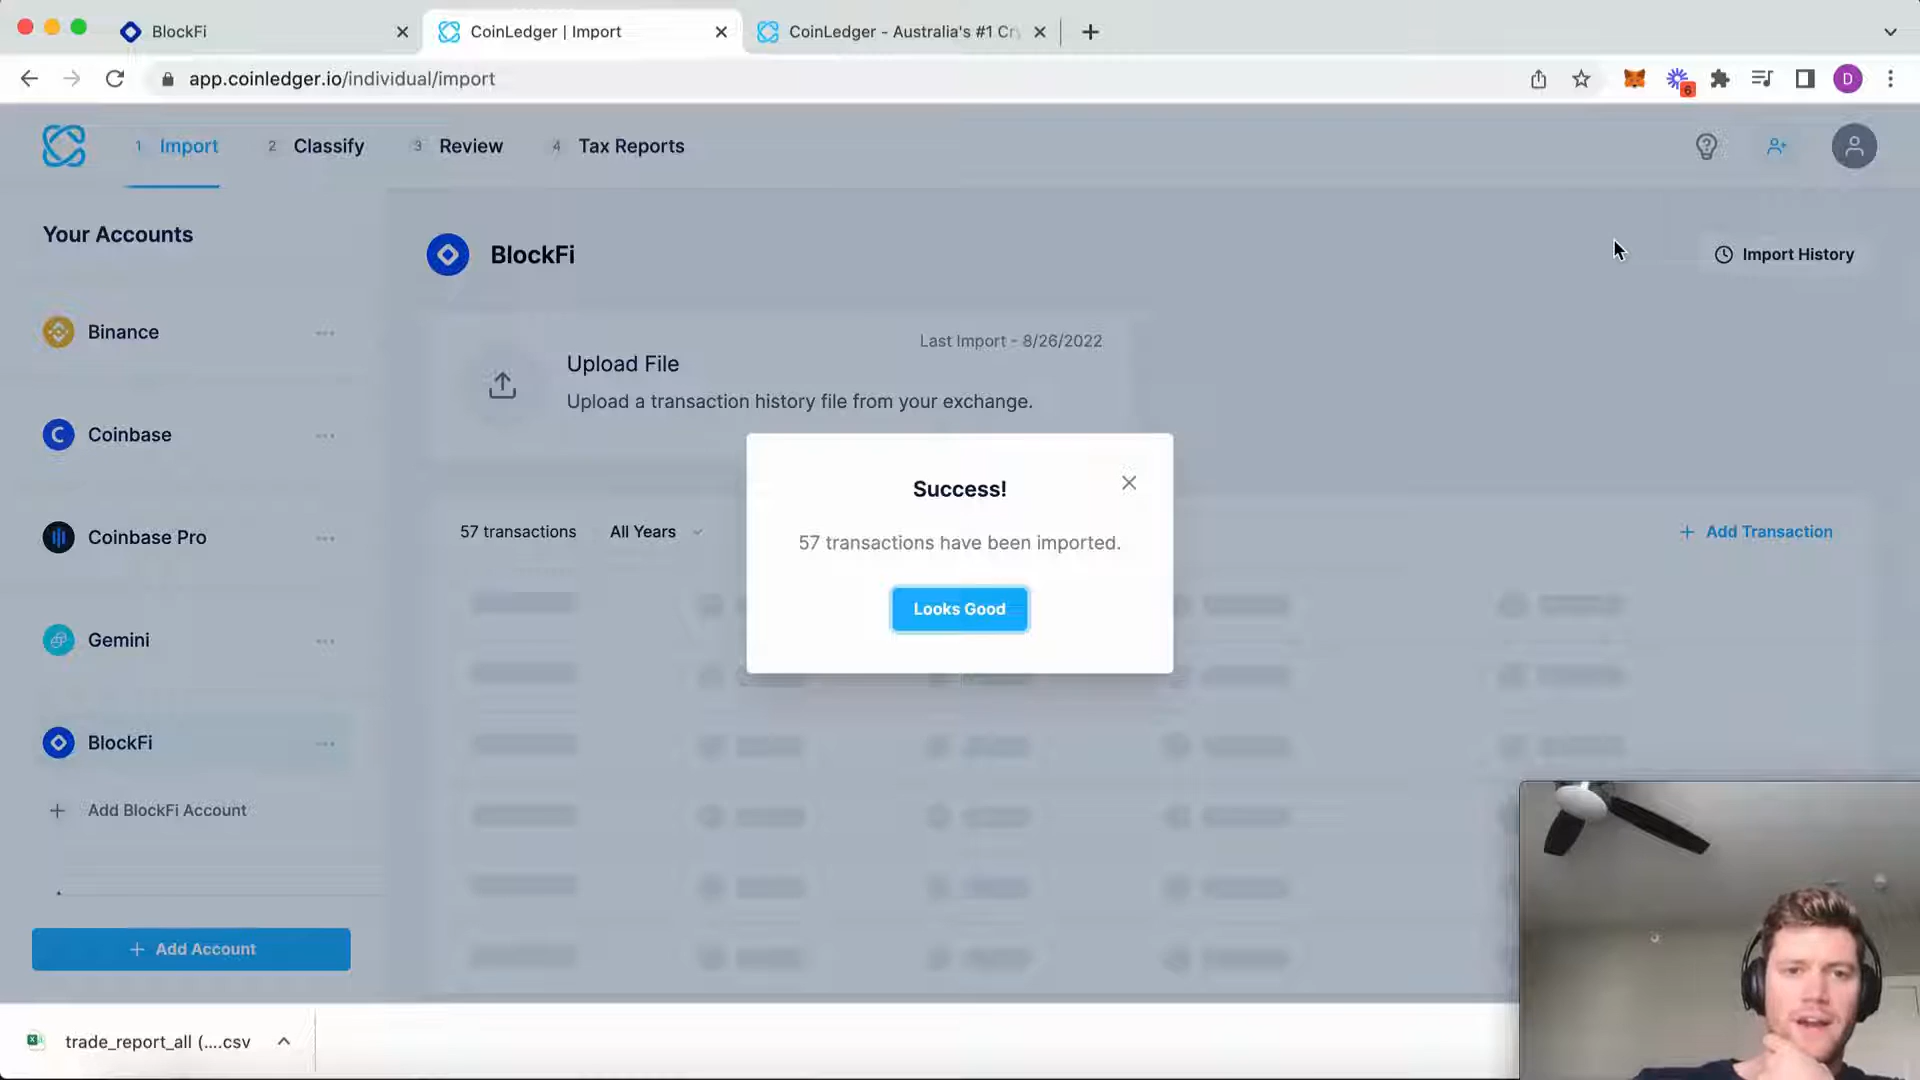 BlockFi
CoinLedger | Import
CoinLedger - Australia's #1 Cr
app.coinledger.io/individual/import
6
D
1 Import
2 Classify
3 Review
4 Tax Reports
Your Accounts
BlockFi
Import History
Binance
Last Import - 8/26/2022
Upload File
Upload a transaction history file from your exchange.
Coinbase
Success!
57 transactions
All Years
+ Add Transaction
Coinbase Pro
57 transactions have been imported.
Looks Good
Gemini
BlockFi
+ Add BlockFi Account
+ Add Account
trade_report_all (....csv